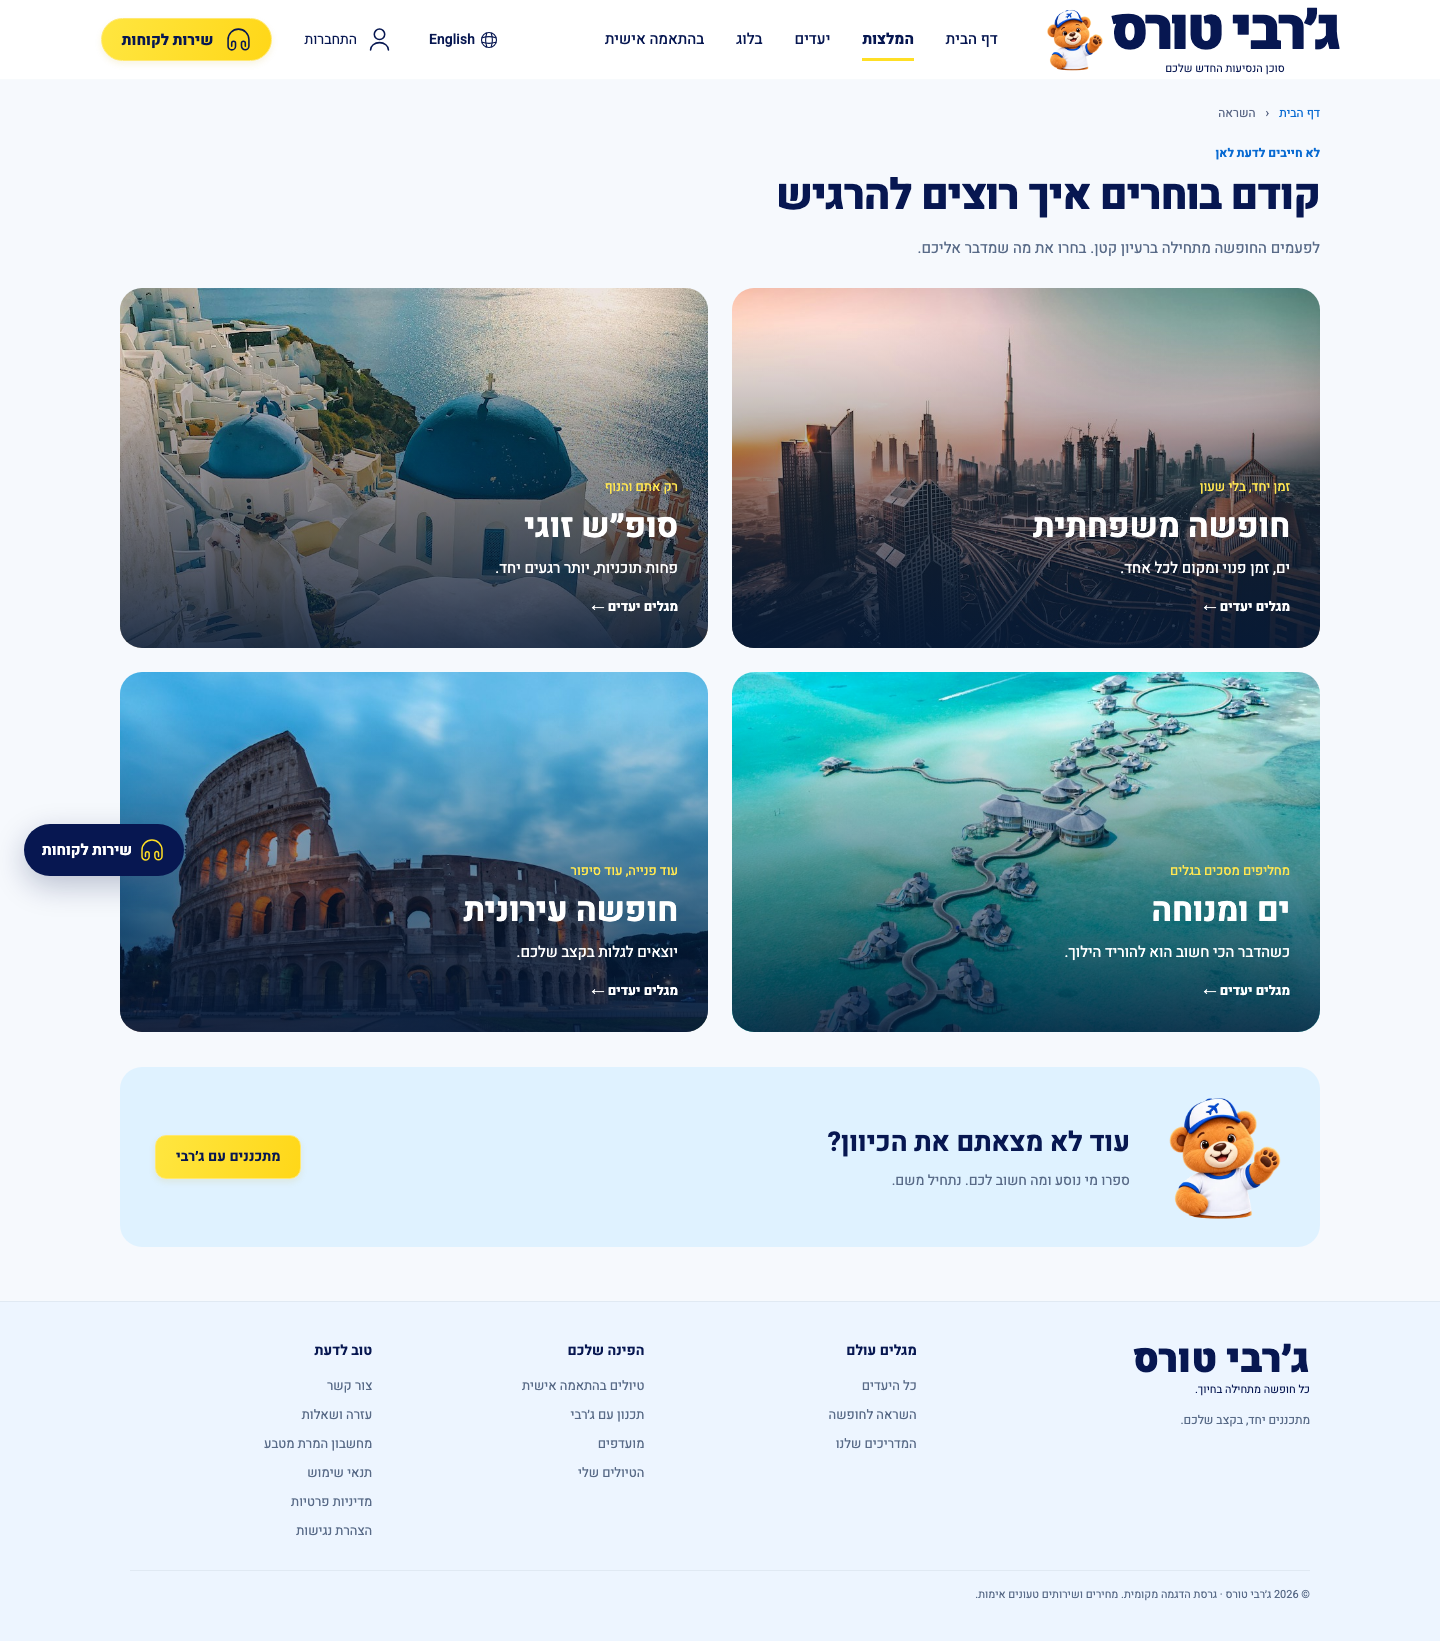 ג׳רבי טורס
סוכן הנסיעות החדש שלכם
דף הבית
המלצות
יעדים
בלוג
בהתאמה אישית
English
התחברות
שירות לקוחות
דף הבית › השראה
לא חייבים לדעת לאן
קודם בוחרים איך רוצים להרגיש
לפעמים החופשה מתחילה ברעיון קטן. בחרו את מה שמדבר אליכם.
זמן יחד, בלי שעון
חופשה משפחתית
ים, זמן פנוי ומקום לכל אחד.
מגלים יעדים ←
רק אתם והנוף
סופ״ש זוגי
פחות תוכניות, יותר רגעים יחד.
מגלים יעדים ←
מחליפים מסכים בגלים
ים ומנוחה
כשהדבר הכי חשוב הוא להוריד הילוך.
מגלים יעדים ←
עוד פנייה, עוד סיפור
חופשה עירונית
יוצאים לגלות בקצב שלכם.
מגלים יעדים ←
שירות לקוחות
עוד לא מצאתם את הכיוון?
ספרו מי נוסע ומה חשוב לכם. נתחיל משם.
מתכננים עם ג׳רבי
ג׳רבי טורס
כל חופשה מתחילה בחיוך.
מתכננים יחד, בקצב שלכם.
מגלים עולם
כל היעדים
השראה לחופשה
המדריכים שלנו
הפינה שלכם
טיולים בהתאמה אישית
תכנון עם ג׳רבי
מועדפים
הטיולים שלי
טוב לדעת
צור קשר
עזרה ושאלות
מחשבון המרת מטבע
תנאי שימוש
מדיניות פרטיות
הצהרת נגישות
© 2026 ג׳רבי טורס · גרסת הדגמה מקומית. מחירים ושירותים טעונים אימות.